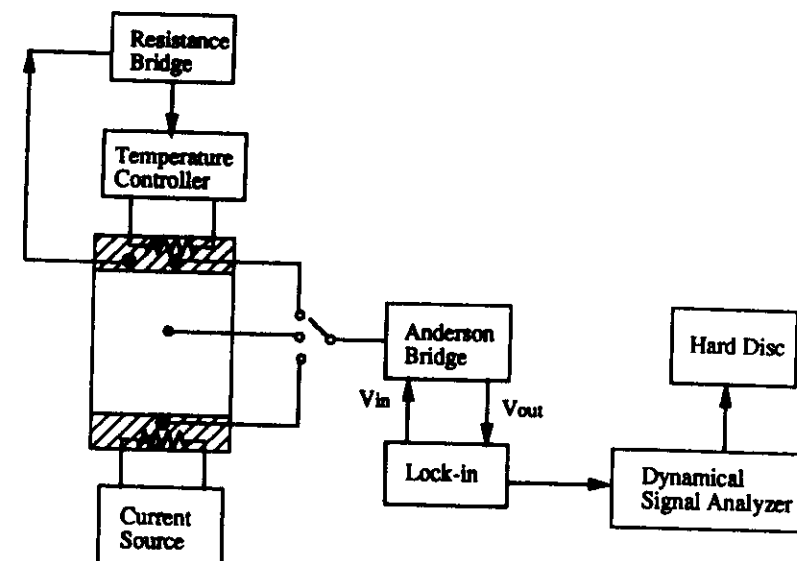 Resistance
Bridge
Temperature
Controller
Anderson
Bridge
Hard Disc
Vin
Vout
Lock-in
Dynamical
Signal Analyzer
Current
Source